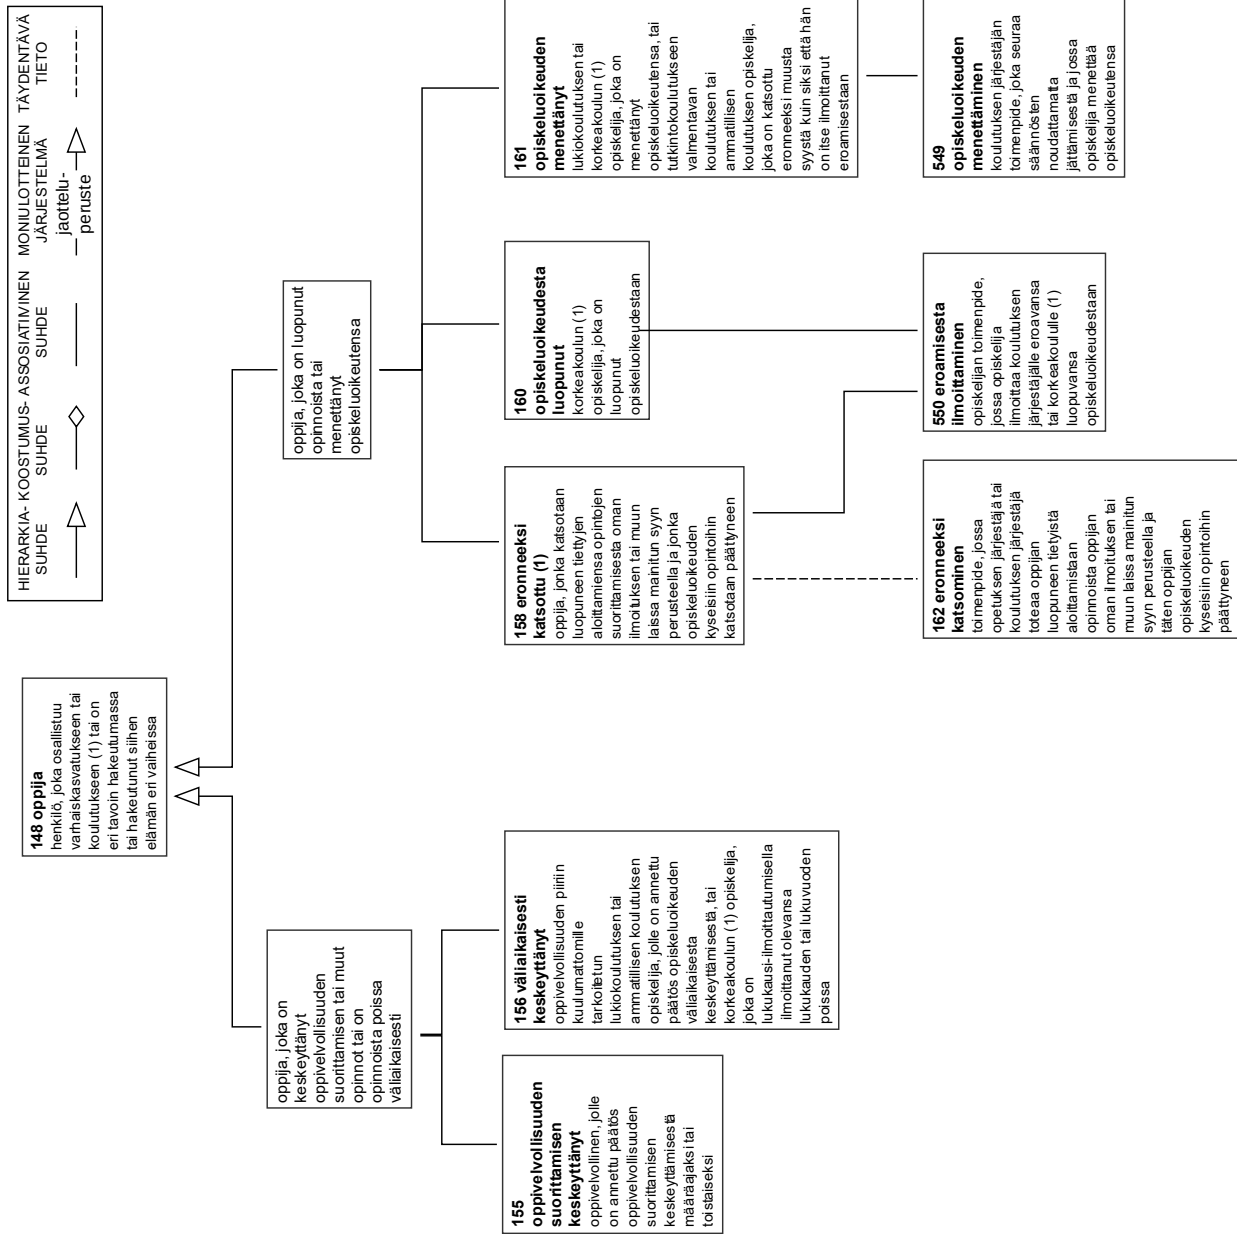 HIERARKIA-
SUHDE
KOOSTUMUS-
SUHDE
ASSOSIATIIVINEN
SUHDE
MONIULOTTEINEN
JÄRJESTELMÄ
jaottelu-
peruste
TÄYDENTÄVÄ
TIETO
148 oppija
henkilö, joka osallistuu
varhaiskasvatukseen tai
koulutukseen (1) tai on
eri tavoin hakeutumassa
tai hakeutunut siihen
elämän eri vaiheissa
oppija, joka on
keskeyttänyt
oppivelvollisuuden
suorittamisen tai muut
opinnot tai on
opinnoista poissa
väliaikaisesti
oppija, joka on luopunut
opinnoista tai
menettänyt
opiskeluoikeutensa
155
oppivelvollisuuden
suorittamisen
keskeyttänyt
oppivelvollinen, jolle
on annettu päätös
oppivelvollisuuden
suorittamisen
keskeyttämisestä
määräajaksi tai
toistaiseksi
156 väliaikaisesti
keskeyttänyt
oppivelvollisuuden piiriin
kuulumattomille
tarkoitetun
lukiokoulutuksen tai
ammatillisen koulutuksen
opiskelija, jolle on annettu
päätös opiskeluoikeuden
väliaikaisesta
keskeyttämisestä, tai
korkeakoulun (1) opiskelija,
joka on
lukukausi-ilmoittautumisella
ilmoittanut olevansa
lukukauden tai lukuvuoden
poissa
158 eronneeksi
katsottu (1)
oppija, jonka katsotaan
luopuneen tiettyjen
aloittamiensa opintojen
suorittamisesta oman
ilmoituksen tai muun
laissa mainitun syyn
perusteella ja jonka
opiskeluoikeuden
kyseisiin opintoihin
katsotaan päättyneen
160
opiskeluoikeudesta
luopunut
korkeakoulun (1)
opiskelija, joka on
luopunut
opiskeluoikeudestaan
161
opiskeluoikeuden
menettänyt
lukiokoulutuksen tai
korkeakoulun (1)
opiskelija, joka on
menettänyt
opiskeluoikeutensa, tai
tutkintokoulutukseen
valmentavan
koulutuksen tai
ammatillisen
koulutuksen opiskelija,
joka on katsottu
eronneeksi muusta
syystä kuin siksi että hän
on itse ilmoittanut
eroamisestaan
162 eronneeksi
katsominen
toimenpide, jossa
opetuksen järjestäjä tai
koulutuksen järjestäjä
toteaa oppijan
luopuneen tietyistä
aloittamistaan
opinnoista oppijan
oman ilmoituksen tai
muun laissa mainitun
syyn perusteella ja
täten oppijan
opiskeluoikeuden
kyseisiin opintoihin
päättyneen
550 eroamisesta
ilmoittaminen
opiskelijan toimenpide,
jossa opiskelija
ilmoittaa koulutuksen
järjestäjälle eroavansa
tai korkeakoululle (1)
luopuvansa
opiskeluoikeudestaan
549
opiskeluoikeuden
menettäminen
koulutuksen järjestäjän
toimenpide, joka seuraa
säännösten
noudattamatta
jättämisestä ja jossa
opiskelija menettää
opiskeluoikeutensa